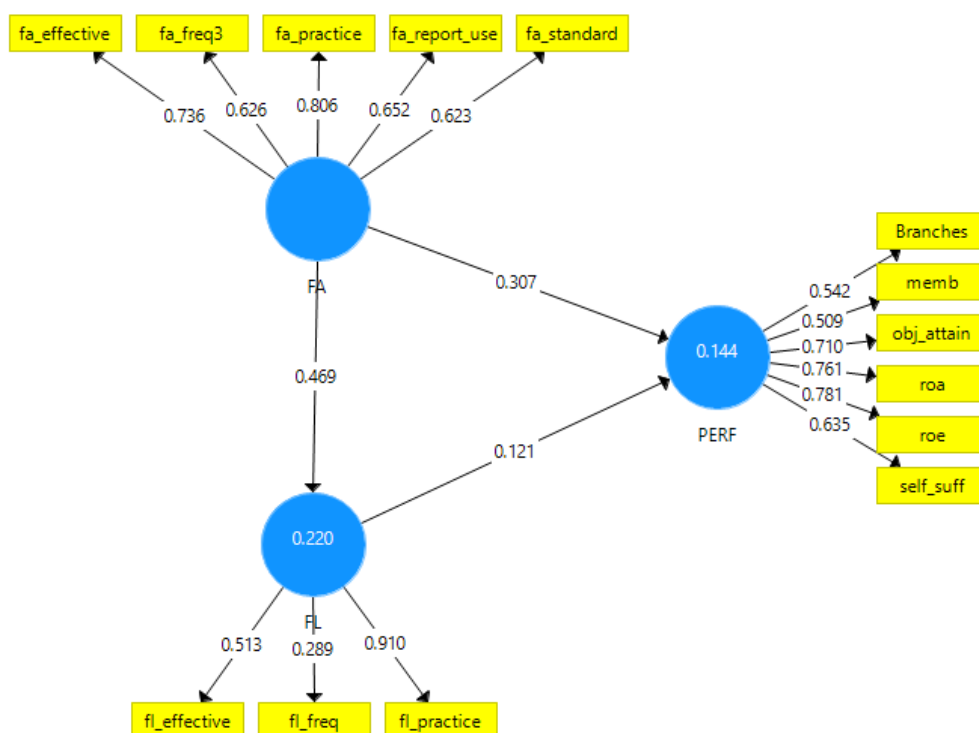 fa_effective
fa_freq3
fa_practice
fa_report_use
fa_standard
0.736
0.626
0.806
0.652
0.623
FA
0.307
0.469
0.121
Branches
memb
obj_attain
roa
roe
self_suff
0.542
0.509
0.710
0.761
0.781
0.635
0.144
PERF
0.220
FL
0.513
0.289
0.910
fl_effective
fl_freq
fl_practice